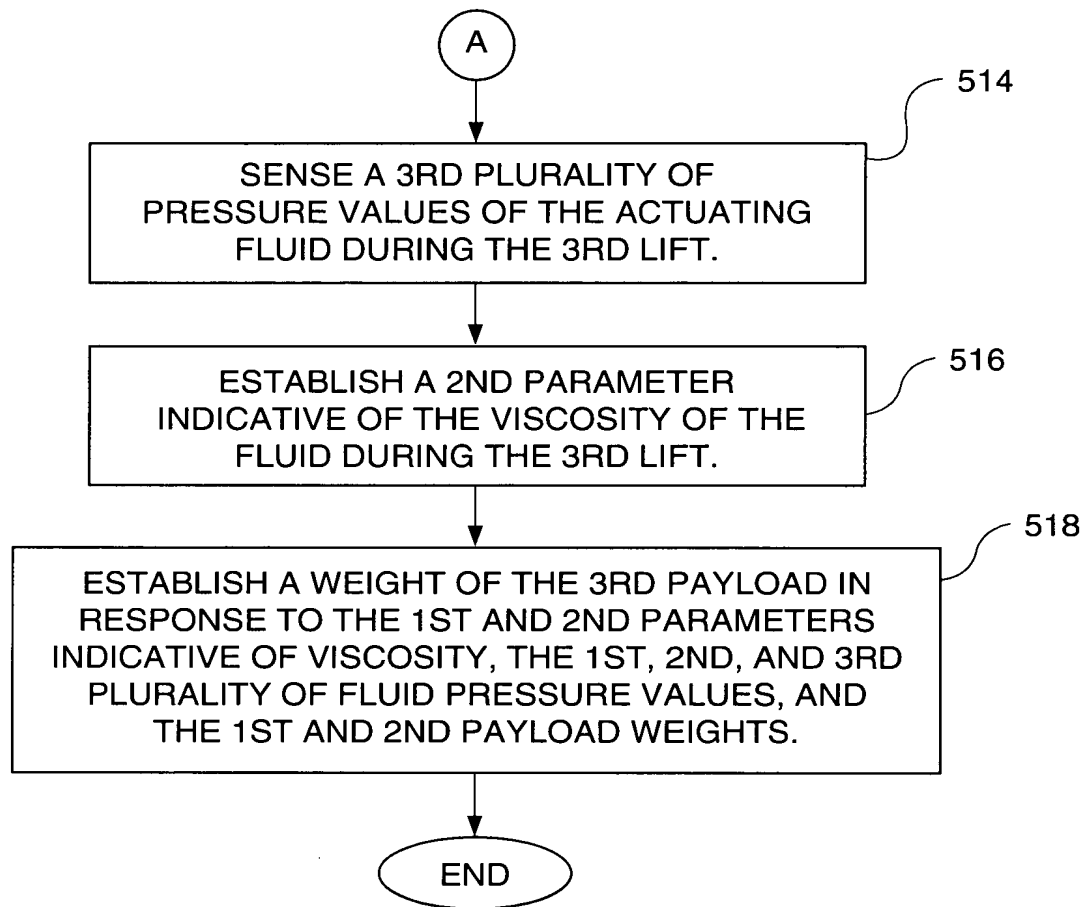 A
514
SENSE A 3RD PLURALITY OF
PRESSURE VALUES OF THE ACTUATING
FLUID DURING THE 3RD LIFT.
516
ESTABLISH A 2ND PARAMETER
INDICATIVE OF THE VISCOSITY OF THE
FLUID DURING THE 3RD LIFT.
518
ESTABLISH A WEIGHT OF THE 3RD PAYLOAD IN
RESPONSE TO THE 1ST AND 2ND PARAMETERS
INDICATIVE OF VISCOSITY, THE 1ST, 2ND, AND 3RD
PLURALITY OF FLUID PRESSURE VALUES, AND
THE 1ST AND 2ND PAYLOAD WEIGHTS.
END